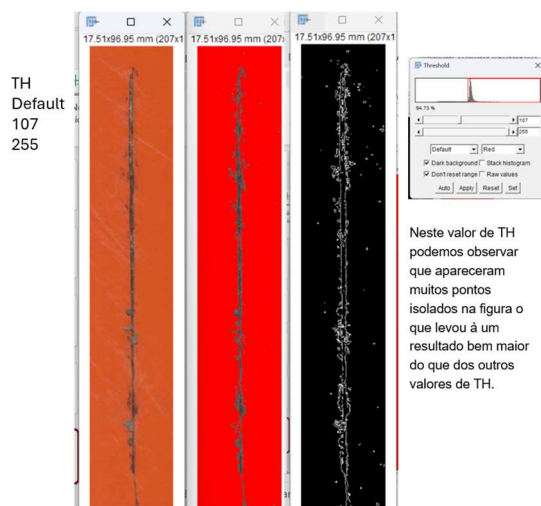 17.51x96.95 mm (207x1
17.51x96.95 mm (207)
17.51x96.95 mm (207x1
TH
Default
107
255
Threshold
94.73 %
107
255
Default
Red
Dark background
Stack histogram
Don't reset range
Raw values
Auto
Apply
Reset
Set
Neste valor de TH
podemos observar
que apareceram
muitos pontos
isolados na figura o
que levou à um
resultado bem maior
do que dos outros
valores de TH.